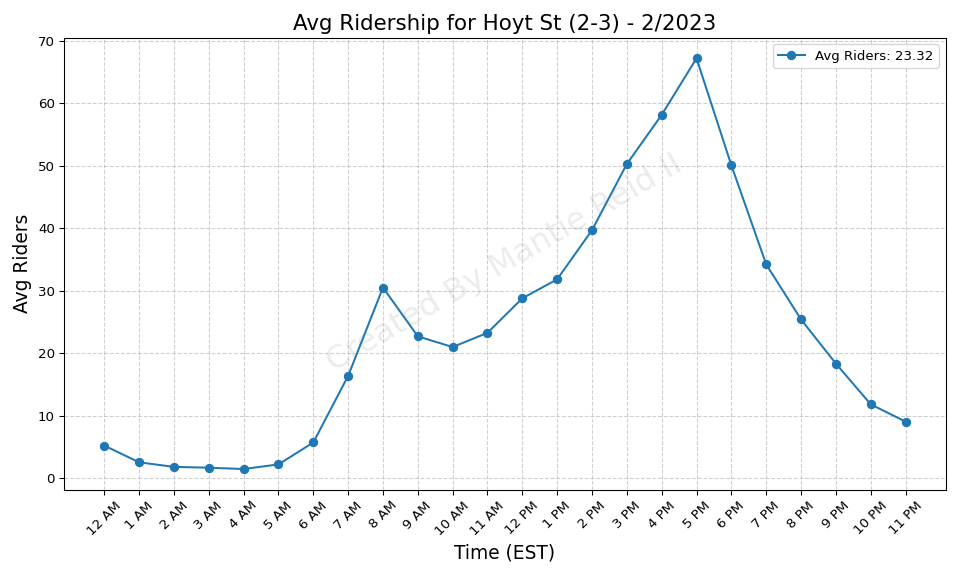 Avg Ridership for Hoyt St (2-3) - 2/2023
Avg Riders: 23.32
70
60
50
40
30
20
10
0
Avg Riders
Created By Mantie Reid II
12 AM
1 AM
2 AM
3 AM
4 AM
5 AM
6 AM
7 AM
8 AM
9 AM
10 AM
11 AM
12 PM
1 PM
2 PM
3 PM
4 PM
5 PM
6 PM
7 PM
8 PM
9 PM
10 PM
11 PM
Time (EST)